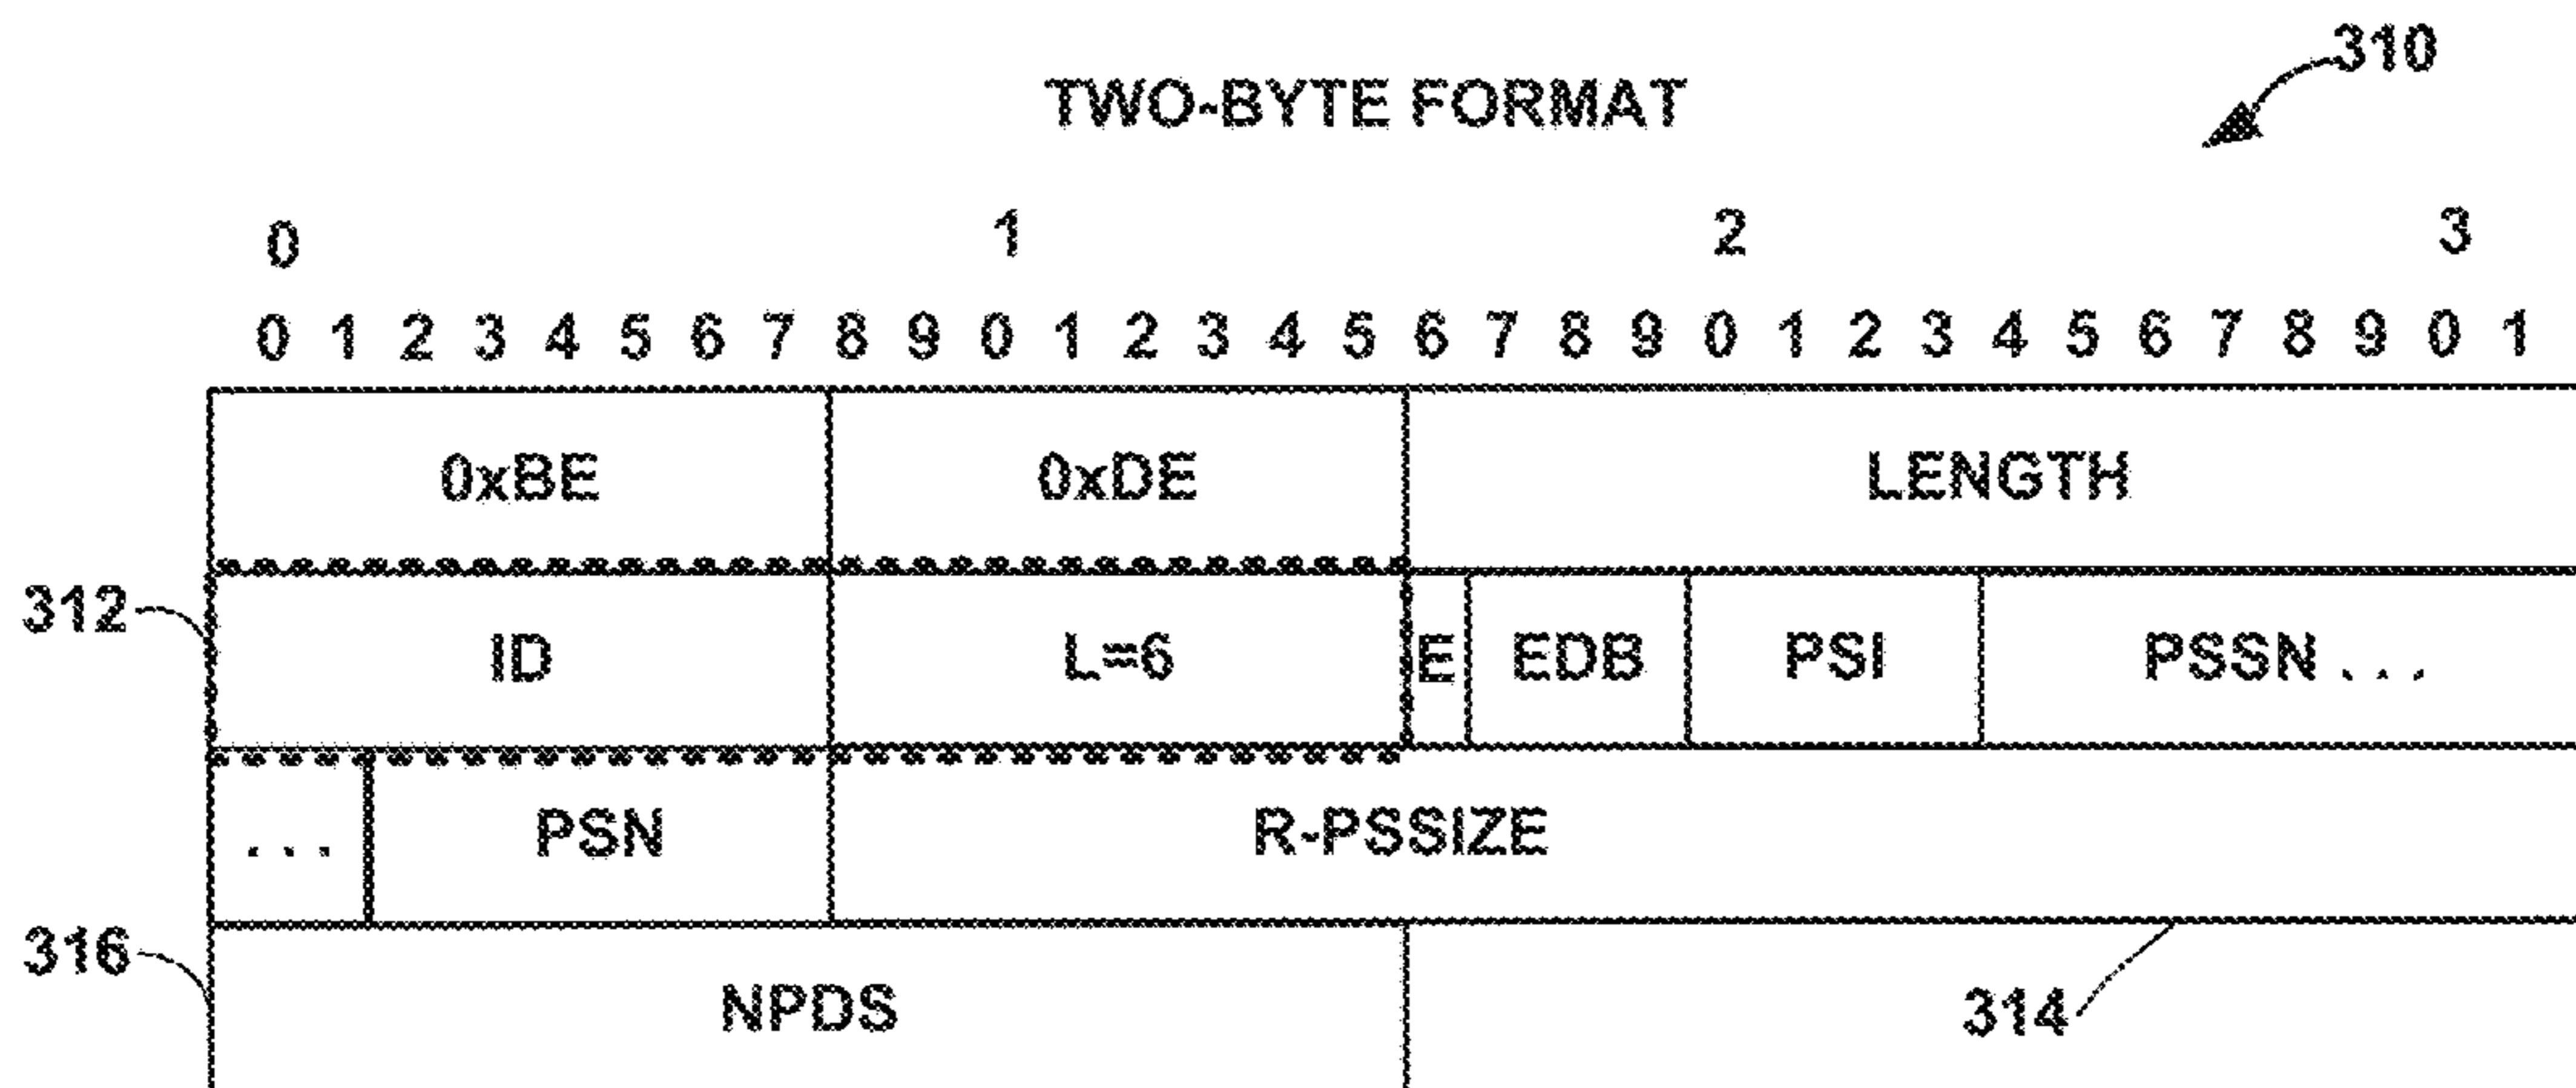 310
TWO-BYTE FORMAT
0 1 2 3
0 1 2 3 4 5 6 7 8 9 0 1 2 3 4 5 6 7 8 9 0 1 2 3 4 5 6 7 8 9 0 1
0xBE 0xDE LENGTH
312 ID L=6 E EDB PSI PSSN . . .
. . . PSN R-PSSIZE
316 NPDS 314